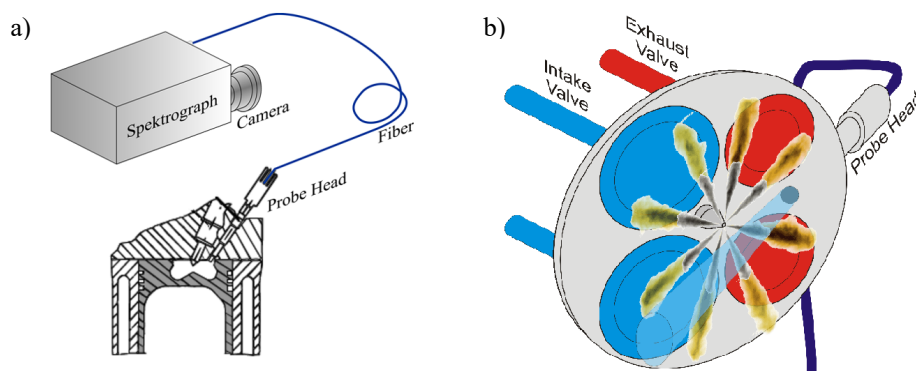 a)
Spektrograph
Camera
Fiber
Probe Head
b)
Exhaust
Valve
Intake
Valve
Probe Head